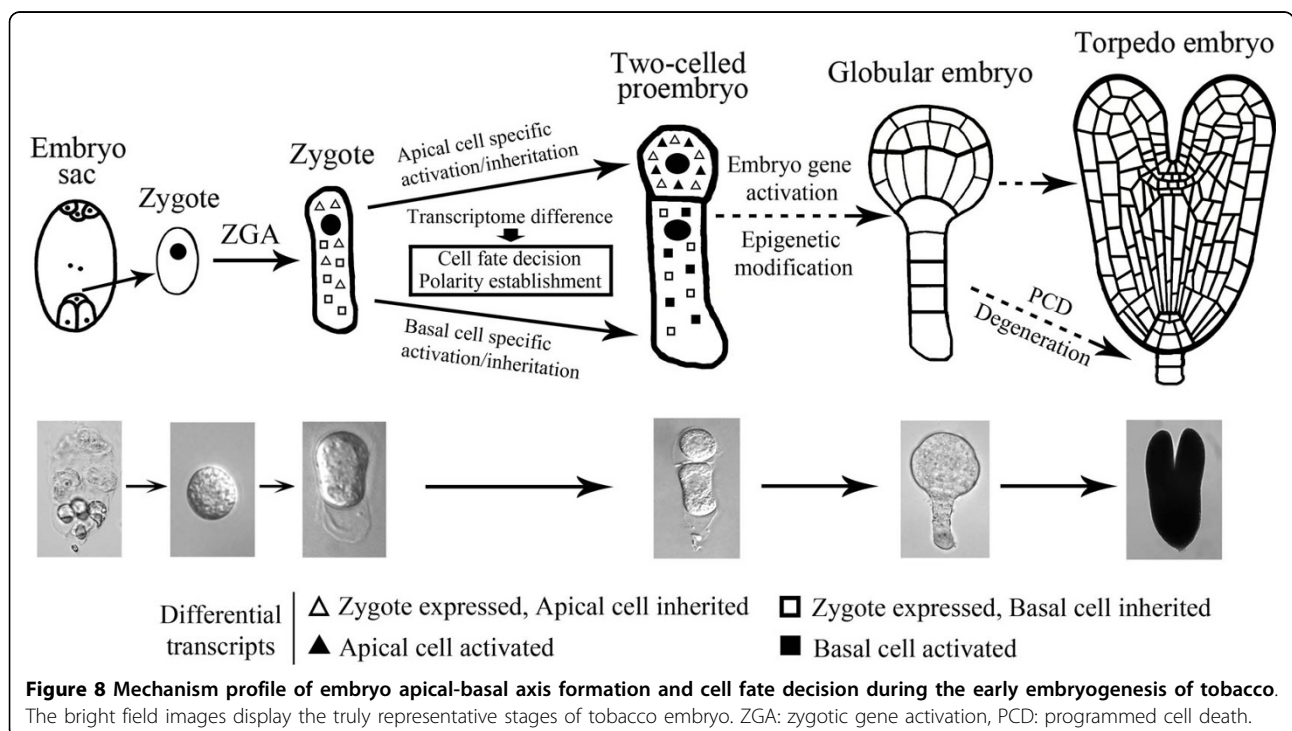 Embryo
sac
Zygote
ZGA
Zygote
Apical cell specific
activation/inheritation
Transcriptome difference
Cell fate decision
Polarity establishment
Basal cell specific
activation/inheritation
Two-celled
proembryo
Embryo gene
activation
Epigenetic
modification
Globular embryo
PCD
Degeneration
Torpedo embryo
Differential
transcripts
Zygote expressed, Apical cell inherited
Zygote expressed, Basal cell inherited
Apical cell activated
Basal cell activated
Figure 8 Mechanism profile of embryo apical-basal axis formation and cell fate decision during the early embryogenesis of tobacco.
The bright field images display the truly representative stages of tobacco embryo. ZGA: zygotic gene activation, PCD: programmed cell death.